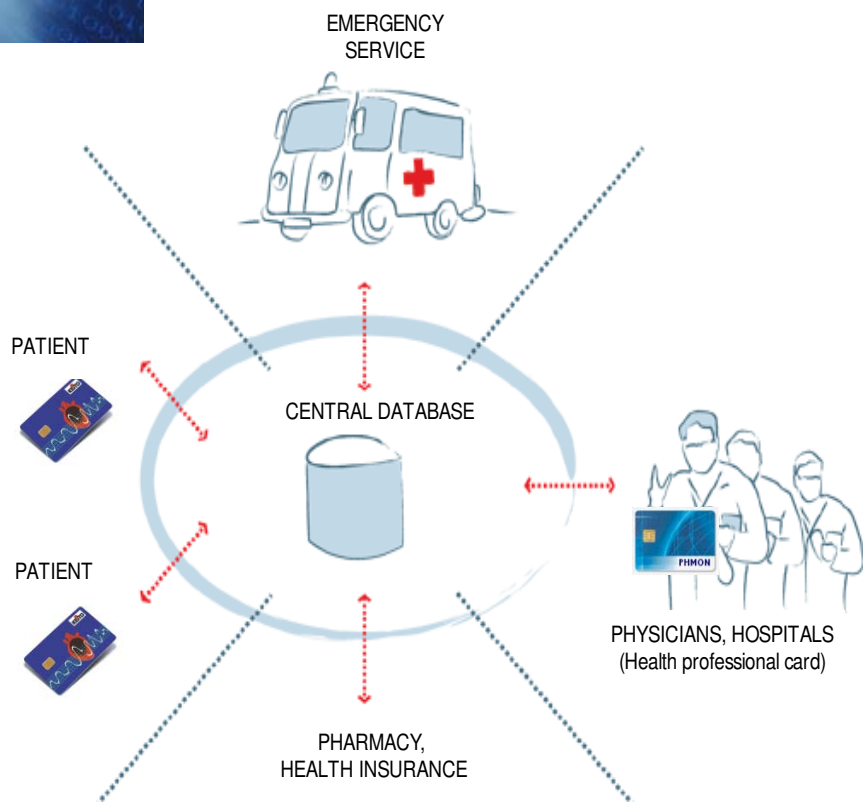 EMERGENCY
SERVICE
PATIENT
CENTRAL DATABASE
PATIENT
PHMON
PHYSICIANS, HOSPITALS
(Health professional card)
PHARMACY,
HEALTH INSURANCE